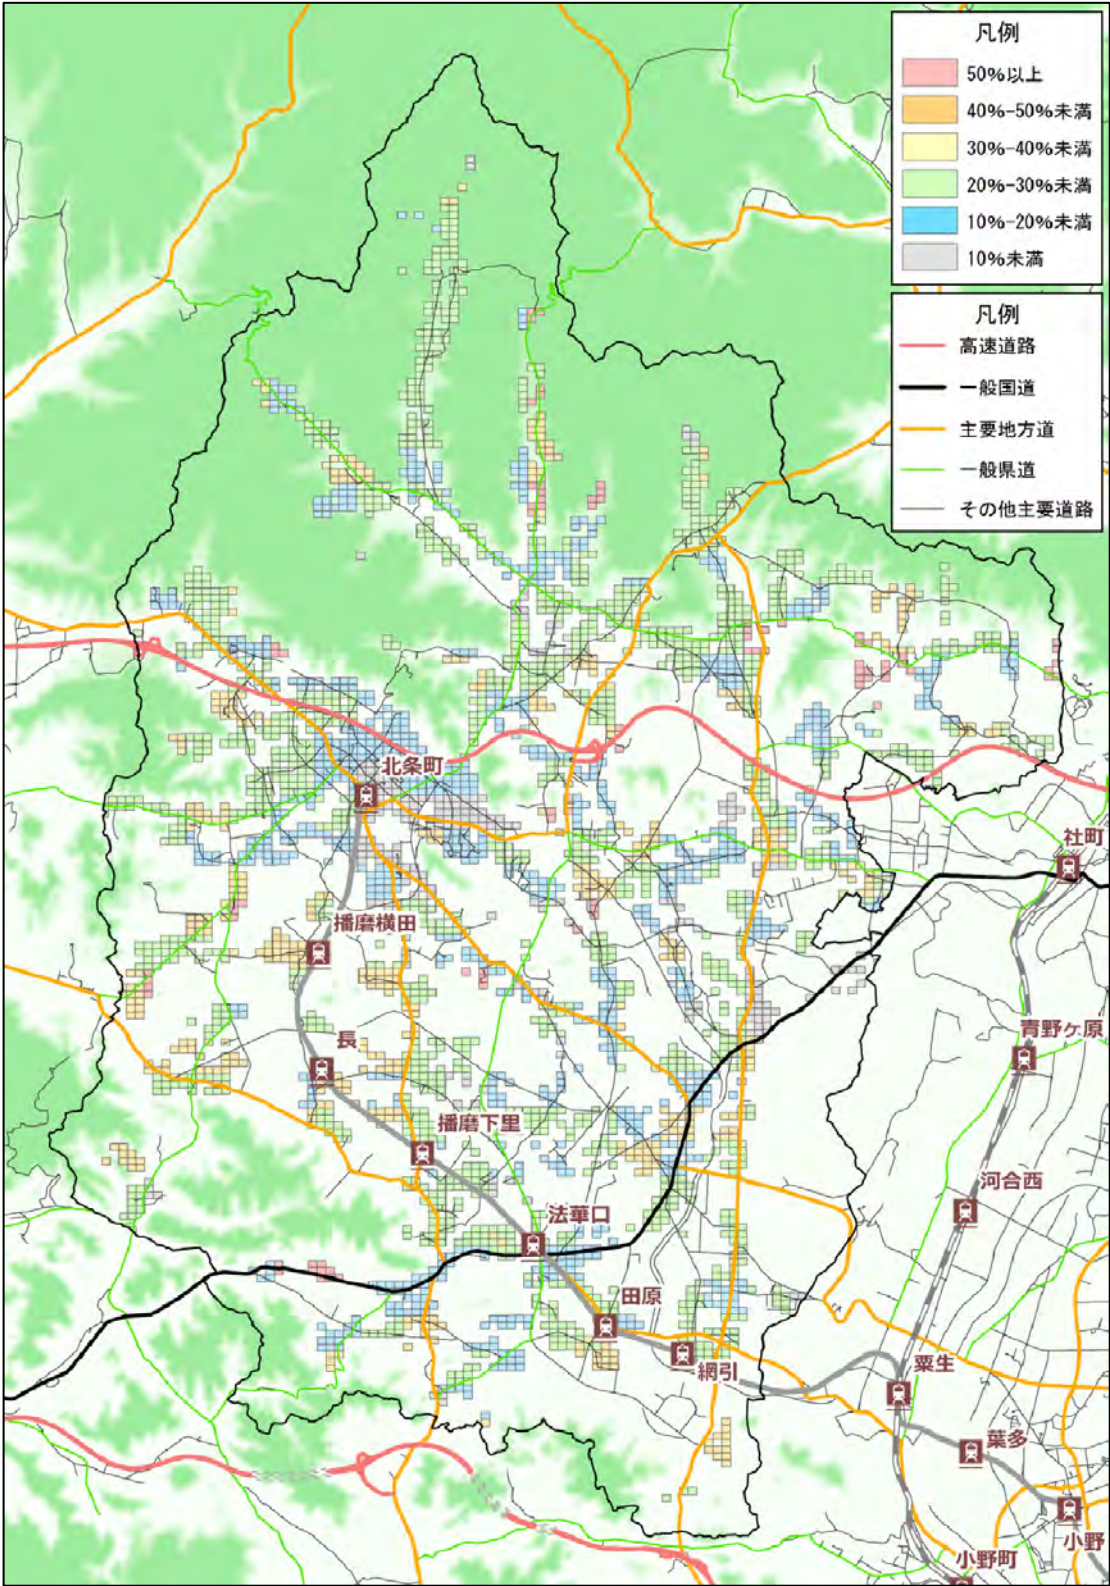 凡例
50%以上
40%-50%未満
30%-40%未満
20%-30%未満
10%-20%未満
10%未満
凡例
高速道路
一般国道
主要地方道
一般県道
その他主要道路
北条町
社町
播磨横田
青野ヶ原
長
播磨下里
河合西
法華口
田原
網引
粟生
葉多
小野
小野町